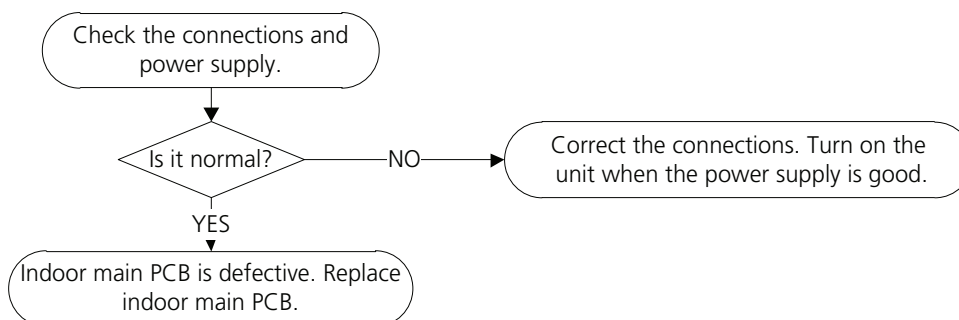 Check the connections and
power supply.
Is it normal?
NO
Correct the connections. Turn on the
unit when the power supply is good.
YES
Indoor main PCB is defective. Replace
indoor main PCB.